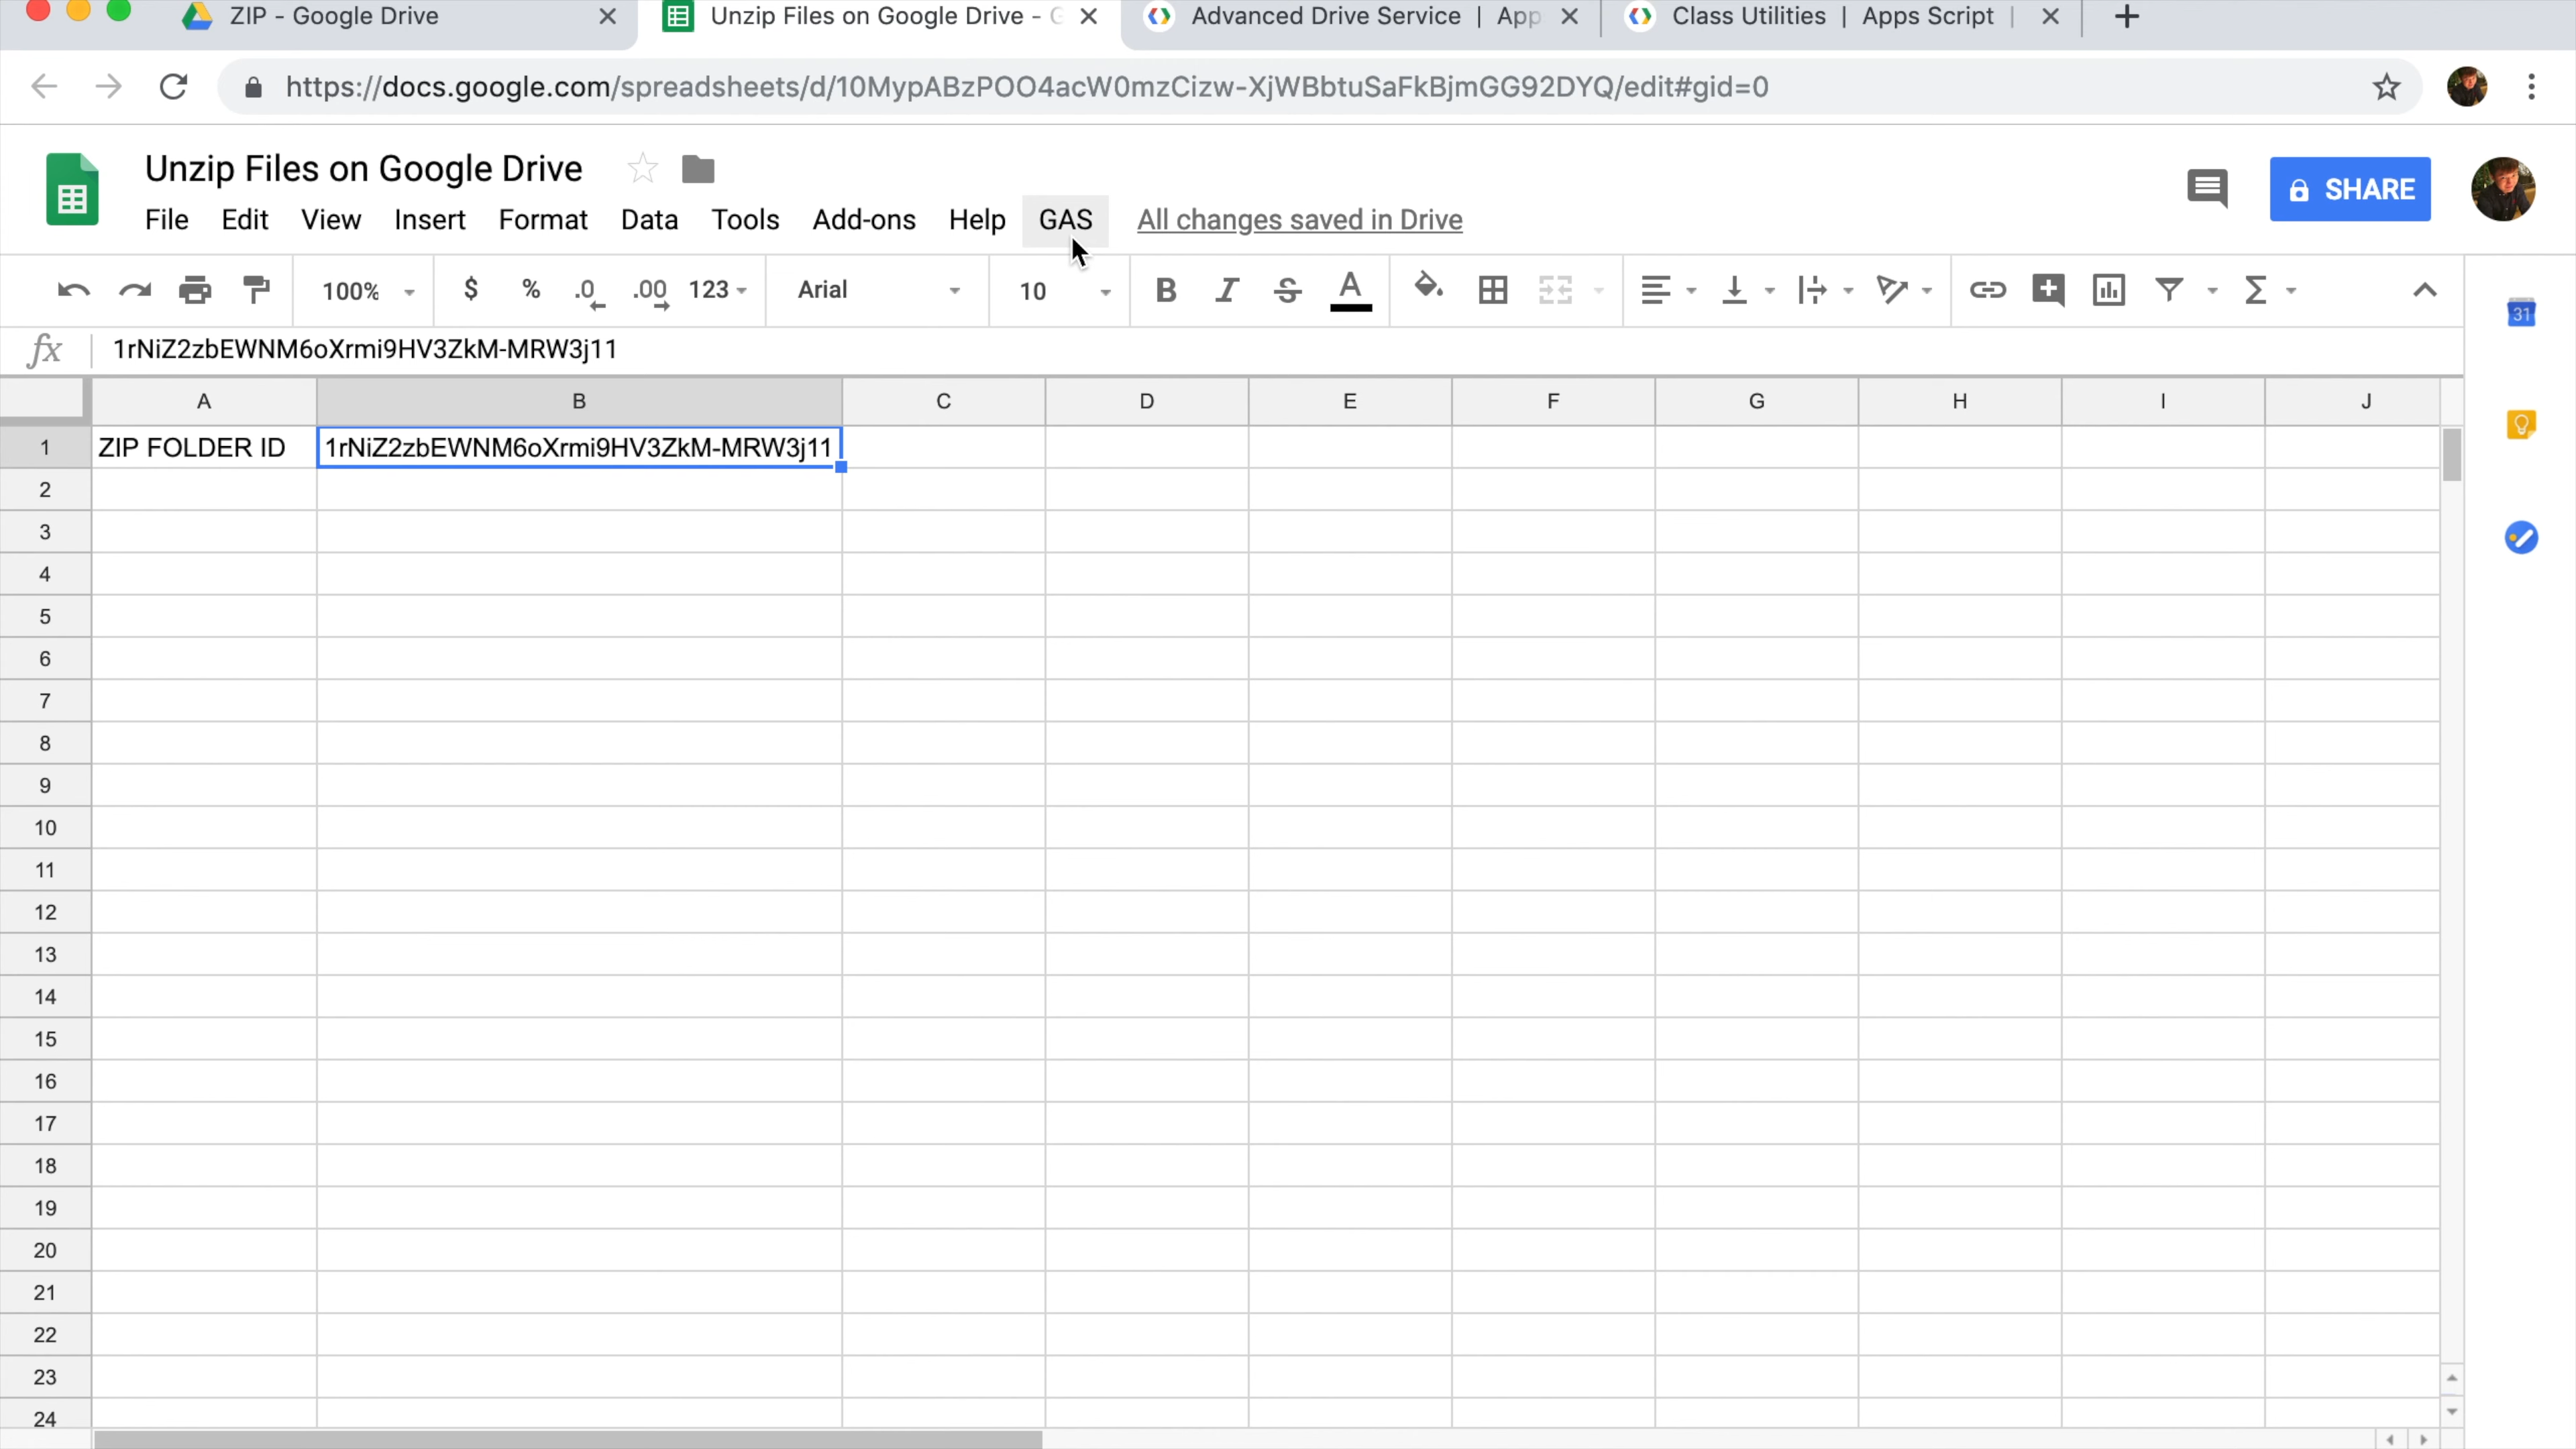 ZIP - Google Drive
Unzip Files on Google Drive - G
Advanced Drive Service | App
Class Utilities | Apps Script |
https://docs.google.com/spreadsheets/d/10MypABzPOO4acW0mzCizw-XjWBbtuSaFkBjmGG92DYQ/edit#gid=0
Unzip Files on Google Drive
SHARE
File Edit View Insert Format Data Tools Add-ons Help GAS All changes saved in Drive
100% $ % .0 .00 123 Arial 10 B I S A
31
fx 1rNiZ2zbEWNM6oXrmi9HV3ZkM-MRW3j11
A B C D E F G H I J
1 ZIP FOLDER ID 1rNiZ2zbEWNM6oXrmi9HV3ZkM-MRW3j11
2
3
4
5
6
7
8
9
10
11
12
13
14
15
16
17
18
19
20
21
22
23
24